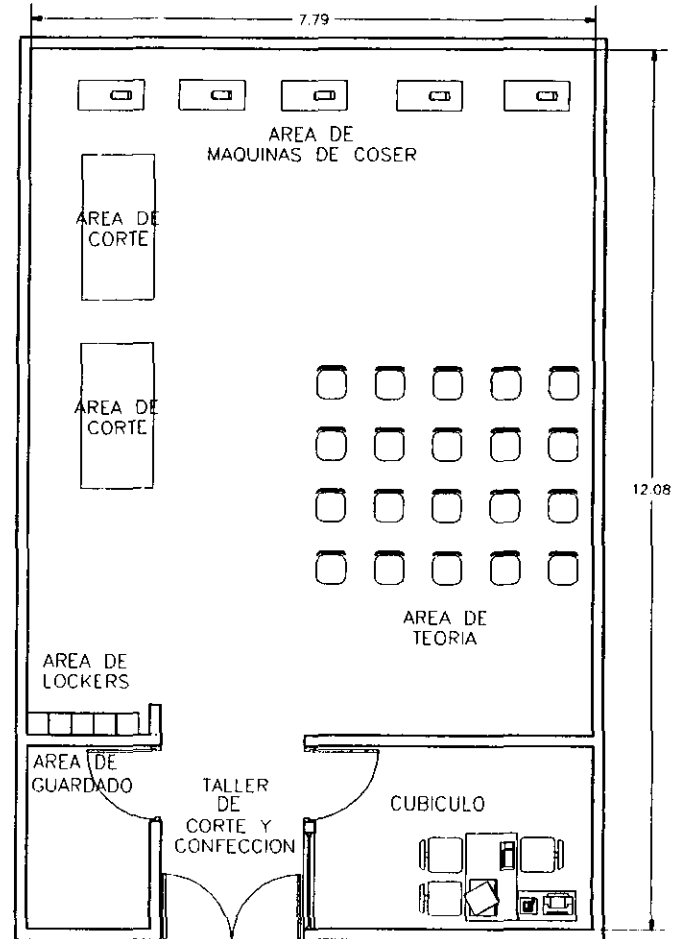 7.79
AREA DE
MAQUINAS DE COSER
AREA DE
CORTE
AREA DE
CORTE
12.08
AREA DE
TEORIA
AREA DE
LOCKERS
AREA DE
GUARDADO
TALLER
DE
CORTE Y
CONFECCION
CUBICULO